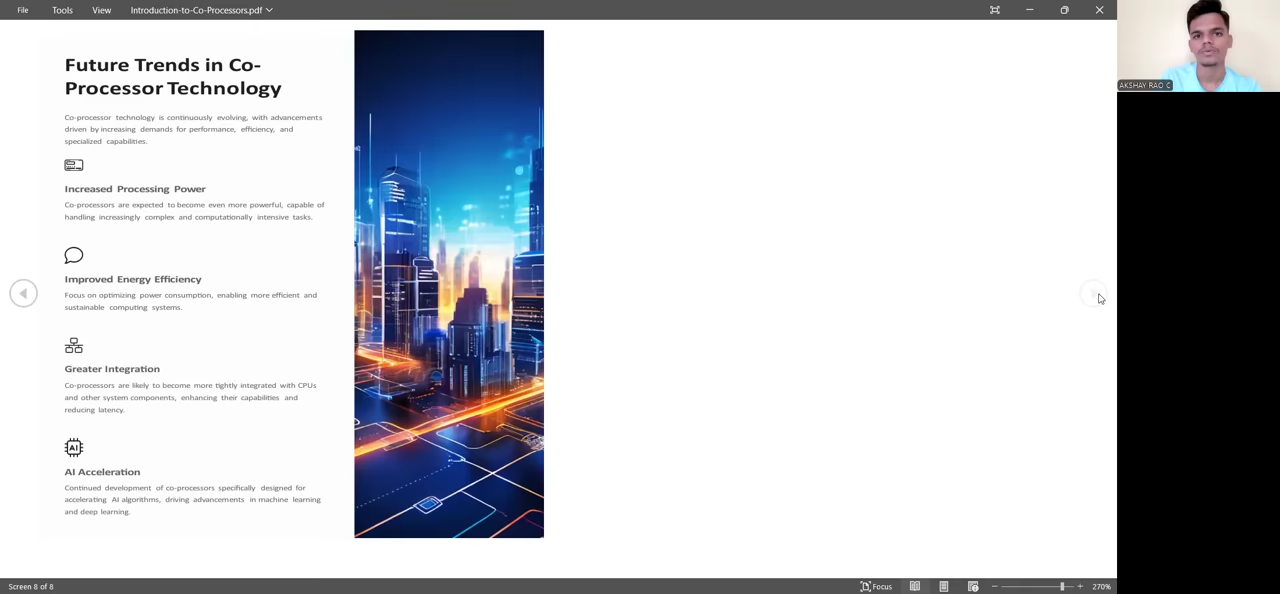 File Tools View Introduction-to-Co-Processors.pdf
AKSHAY RAO C
Future Trends in Co-
Processor Technology
Co-processor technology is continuously evolving, with advancements
driven by increasing demands for performance, efficiency, and
specialized capabilities.
Increased Processing Power
Co-processors are expected to become even more powerful, capable of
handling increasingly complex and computationally intensive tasks.
Improved Energy Efficiency
Focus on optimizing power consumption, enabling more efficient and
sustainable computing systems.
Greater Integration
Co-processors are likely to become more tightly integrated with CPUs
and other system components, enhancing their capabilities and
reducing latency.
AI
AI Acceleration
Continued development of co-processors specifically designed for
accelerating AI algorithms, driving advancements in machine learning
and deep learning.
Screen 8 of 8 Focus 270%